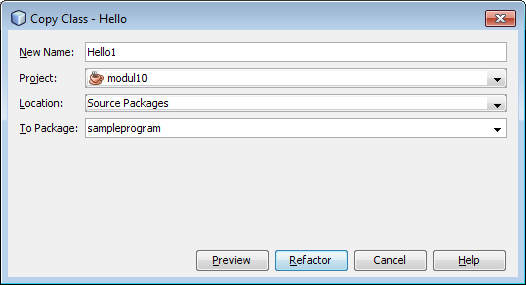 Copy Class - Hello
New Name: Hello1
Project: modul10
Location: Source Packages
To Package: sampleprogram
Preview Refactor Cancel Help